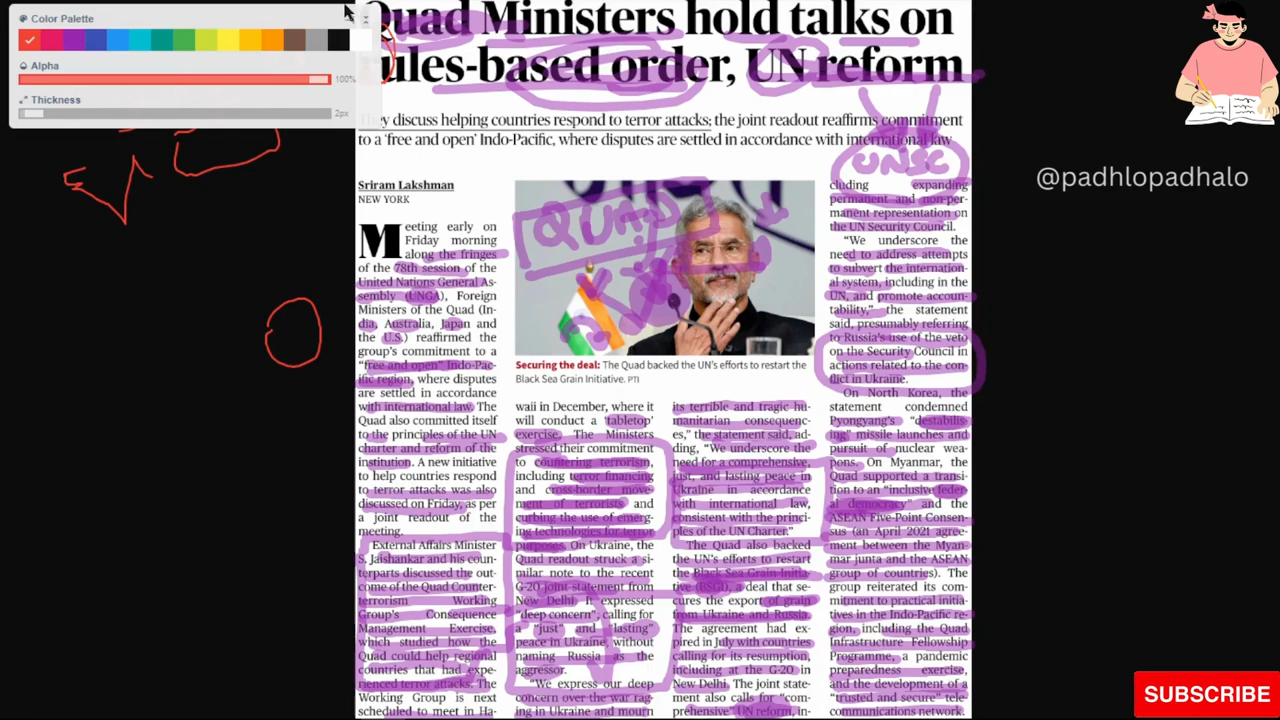 Color Palette
Alpha
100%
Thickness
2px
Quad Ministers hold talks on
rules-based order, UN reform
They discuss helping countries respond to terror attacks; the joint readout reaffirms commitment
to a ‘free and open’ Indo-Pacific, where disputes are settled in accordance with international law
UNSC
Sriram Lakshman
NEW YORK
Meeting early on
Friday morning
along the fringes
of the 78th session of the
United Nations General As-
sembly (UNGA), Foreign
Ministers of the Quad (In-
dia, Australia, Japan and
the U.S.) reaffirmed the
group’s commitment to a
“free and open” Indo-Pac-
ific region, where disputes
are settled in accordance
with international law. The
Quad also committed itself
to the principles of the UN
charter and reform of the
institution. A new initiative
to help countries respond
to terror attacks was also
discussed on Friday, as per
a joint readout of the
meeting.
External Affairs Minister
S. Jaishankar and his coun-
terparts discussed the out-
come of the Quad Counter-
terrorism Working
Group’s Consequence
Management Exercise,
which studied how the
Quad could help regional
countries that had expe-
rienced terror attacks. The
Working Group is next
scheduled to meet in Ha-
QUAD
Securing the deal: The Quad backed the UN’s efforts to restart the
Black Sea Grain Initiative. PTI
waii in December, where it
will conduct a ‘tabletop’
exercise. The Ministers
stressed their commitment
to countering terrorism,
including terror financing
and cross-border move-
ment of terrorists and
curbing the use of emerg-
ing technologies for terror
purposes. On Ukraine, the
Quad readout struck a si-
milar note to the recent
G-20 joint statement from
New Delhi. It expressed
“deep concern”, calling for
a “just” and “lasting”
peace in Ukraine, without
naming Russia as the
aggressor.
“We express our deep
concern over the war rag-
ing in Ukraine and mourn
its terrible and tragic hu-
manitarian consequenc-
es,” the statement said, ad-
ding, “We underscore the
need for a comprehensive,
just, and lasting peace in
Ukraine in accordance
with international law,
consistent with the princi-
ples of the UN Charter.”
The Quad also backed
the UN’s efforts to restart
the Black Sea Grain Initia-
tive (BSGI), a deal that se-
cures the export of grain
from Ukraine and Russia.
The agreement had ex-
pired in July with countries
calling for its resumption,
including at the G-20 in
New Delhi. The joint state-
ment also calls for “com-
prehensive” UN reform, in-
cluding expanding
permanent and non-per-
manent representation on
the UN Security Council.
“We underscore the
need to address attempts
to subvert the internation-
al system, including in the
UN, and promote accoun-
tability,” the statement
said, presumably referring
to Russia’s use of the veto
on the Security Council in
actions related to the con-
flict in Ukraine.
On North Korea, the
statement condemned
Pyongyang’s “destabilis-
ing” missile launches and
pursuit of nuclear wea-
pons. On Myanmar, the
Quad supported a transi-
tion to an “inclusive feder-
al democracy” and the
ASEAN Five-Point Consen-
sus (an April 2021 agree-
ment between the Myan-
mar junta and the ASEAN
group of countries). The
group reiterated its com-
mitment to practical initia-
tives in the Indo-Pacific re-
gion, including the Quad
Infrastructure Fellowship
Programme, a pandemic
preparedness exercise,
and the development of a
“trusted and secure” tele-
communications network.
@padhlopadhalo
SUBSCRIBE